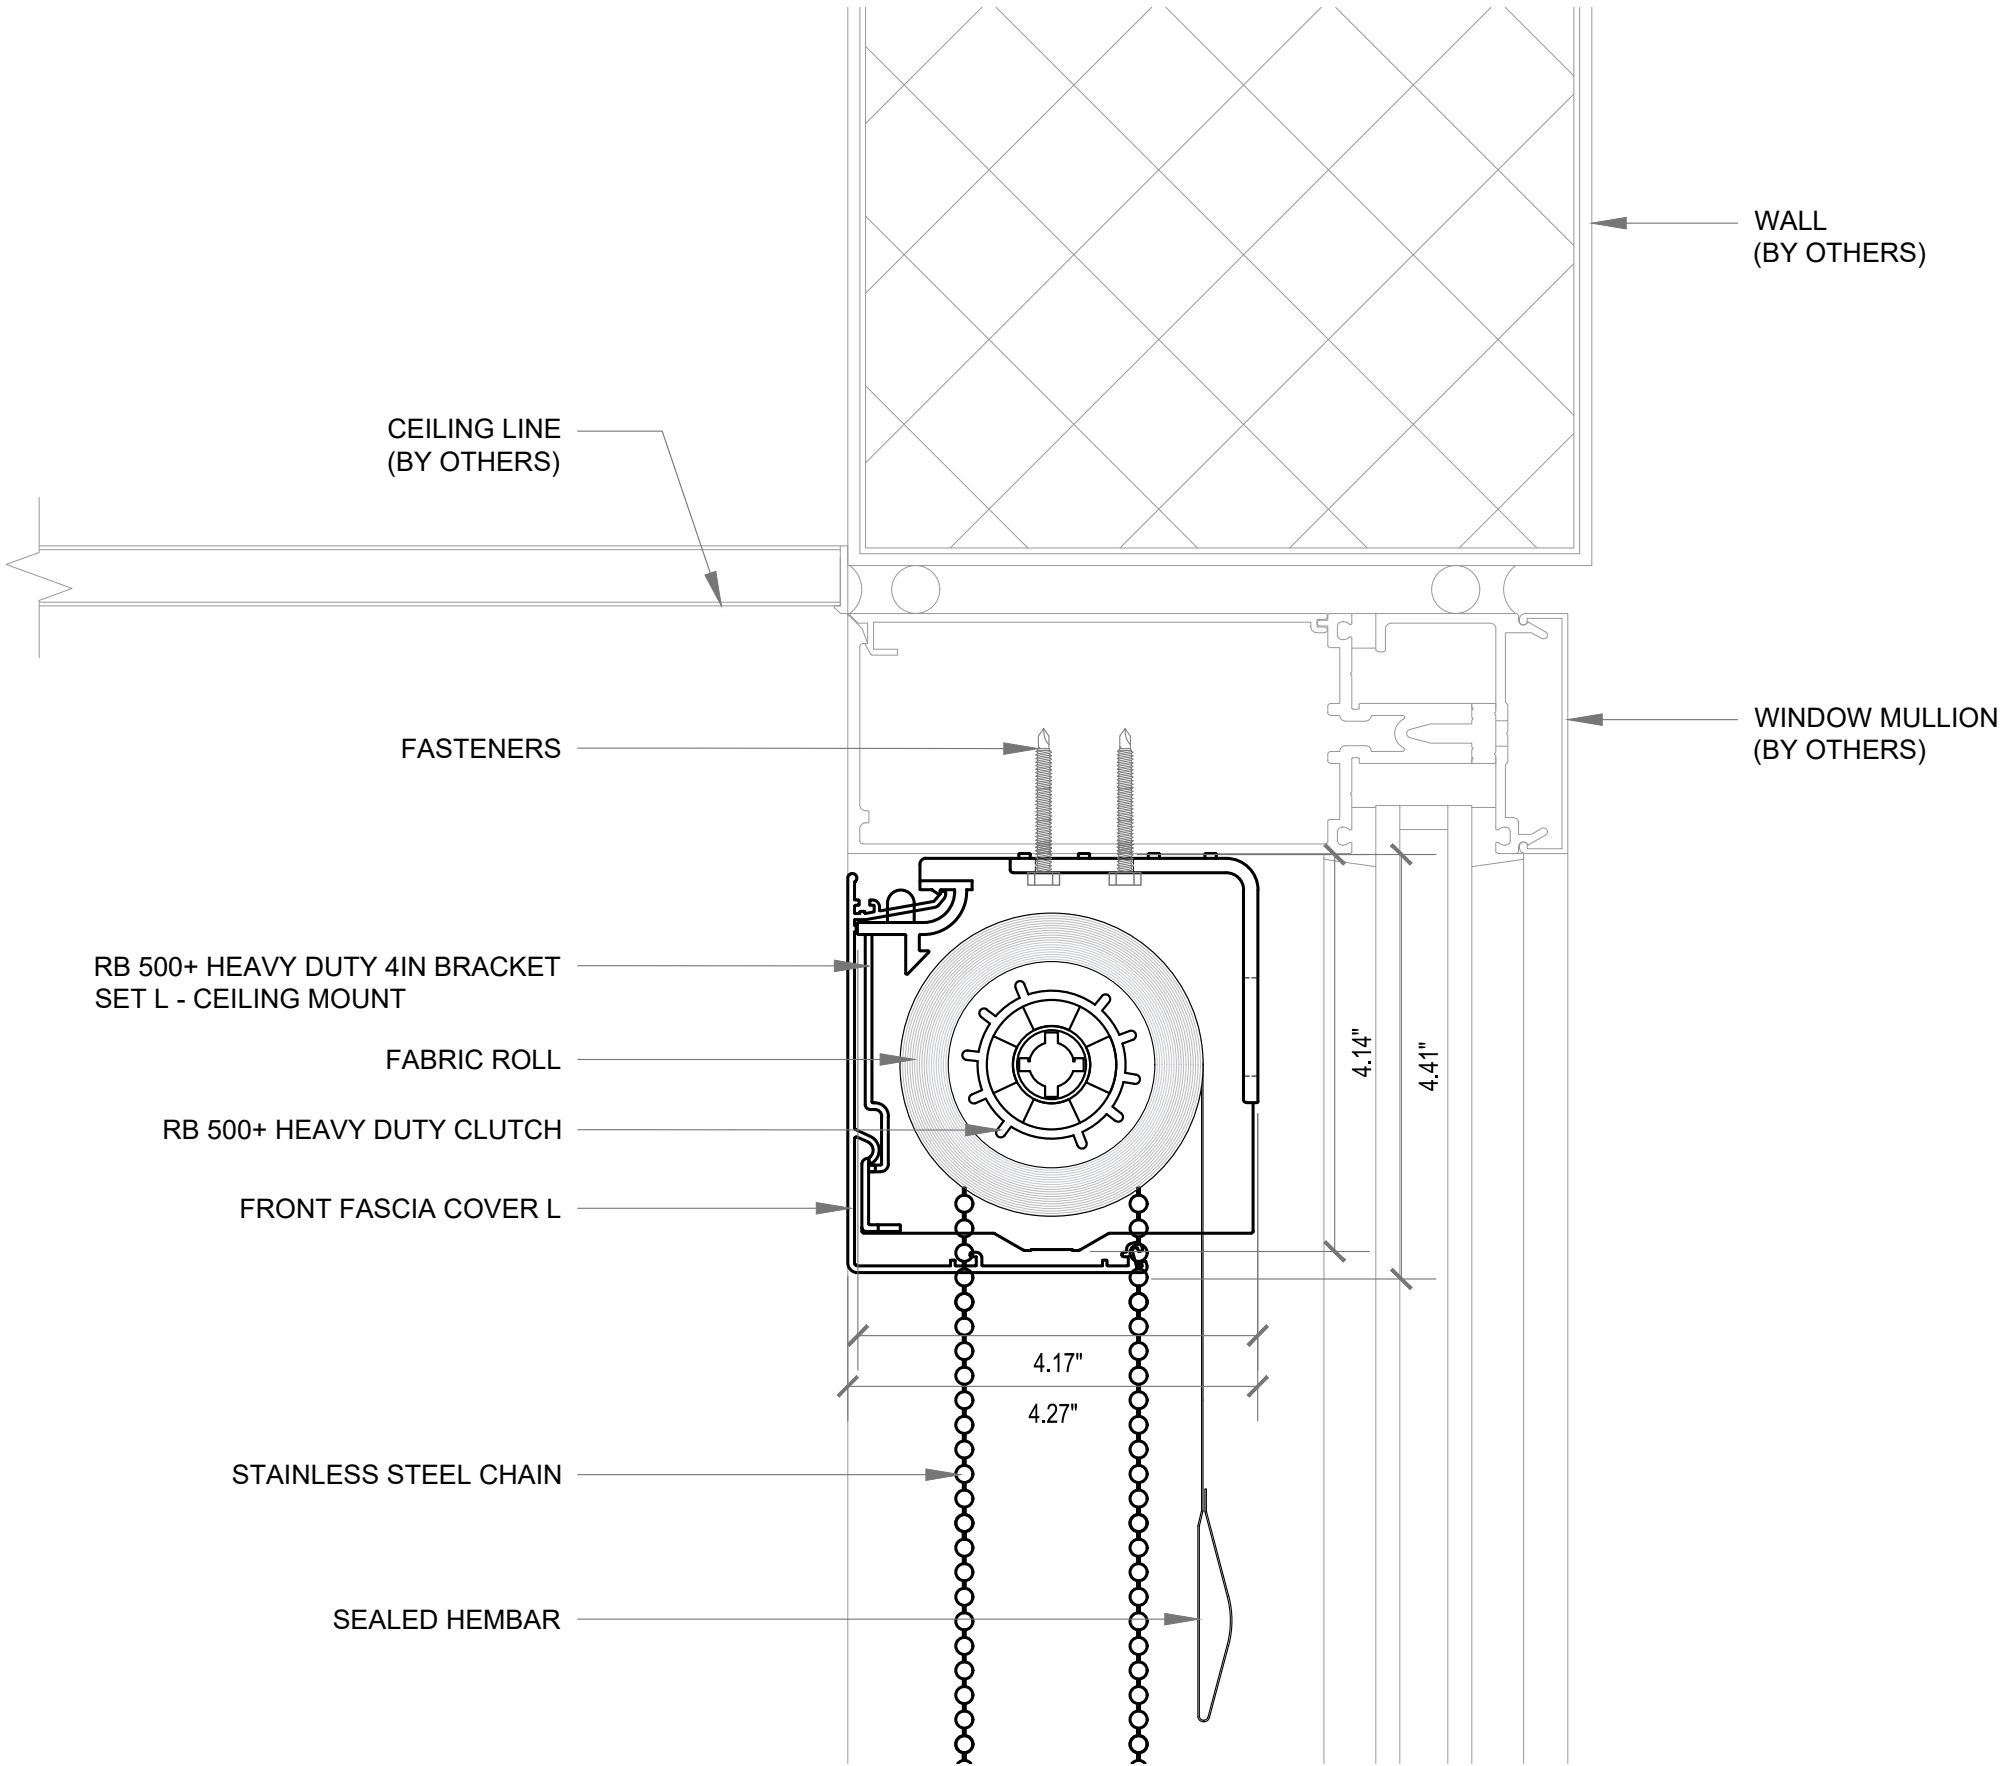 WALL
(BY OTHERS)
CEILING LINE
(BY OTHERS)
WINDOW MULLION
(BY OTHERS)
FASTENERS
RB 500+ HEAVY DUTY 4IN BRACKET
SET L - CEILING MOUNT
4.14"
4.41"
FABRIC ROLL
RB 500+ HEAVY DUTY CLUTCH
FRONT FASCIA COVER L
4.17"
4.27"
STAINLESS STEEL CHAIN
SEALED HEMBAR